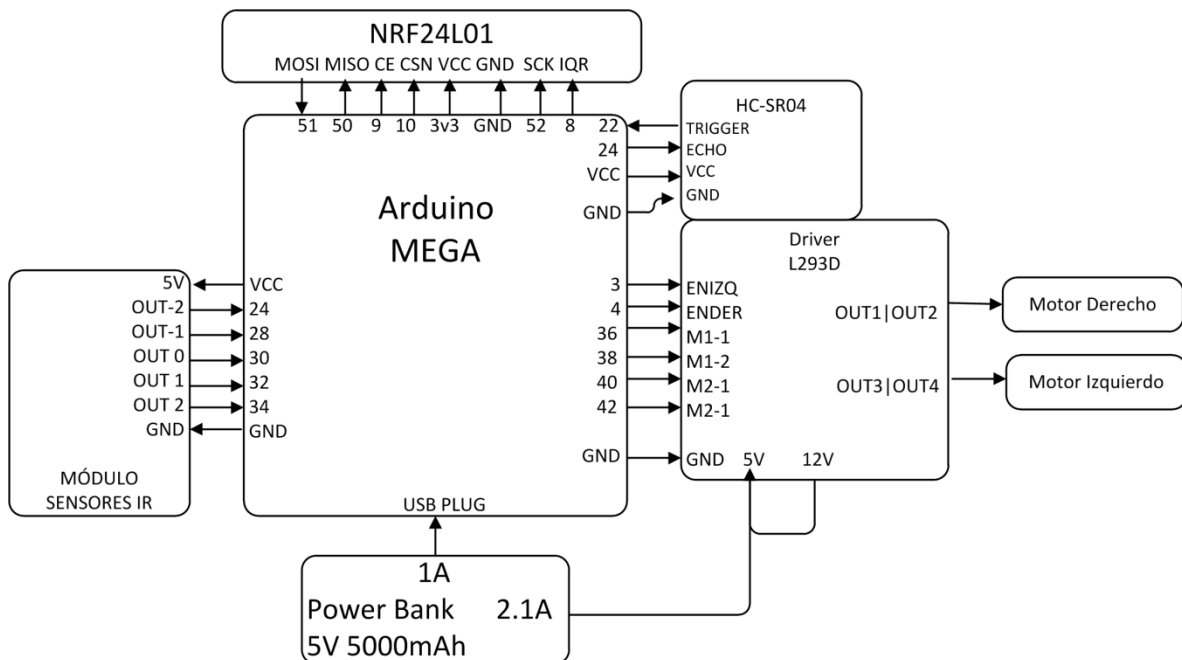 NRF24L01
MOSI MISO CE CSN VCC GND SCK IQR
51 50 9 10 3v3 GND 52 8
HC-SR04
TRIGGER
ECHO
VCC
GND
22
24
VCC
GND
Arduino
MEGA
Driver
L293D
3
4
36
38
40
42
GND
ENIZQ
ENDER
M1-1
M1-2
M2-1
M2-1
GND 5V 12V
OUT1|OUT2
OUT3|OUT4
Motor Derecho
Motor Izquierdo
5V
OUT-2
OUT-1
OUT 0
OUT 1
OUT 2
GND
MÓDULO
SENSORES IR
VCC
24
28
30
32
34
GND
USB PLUG
1A
Power Bank 2.1A
5V 5000mAh